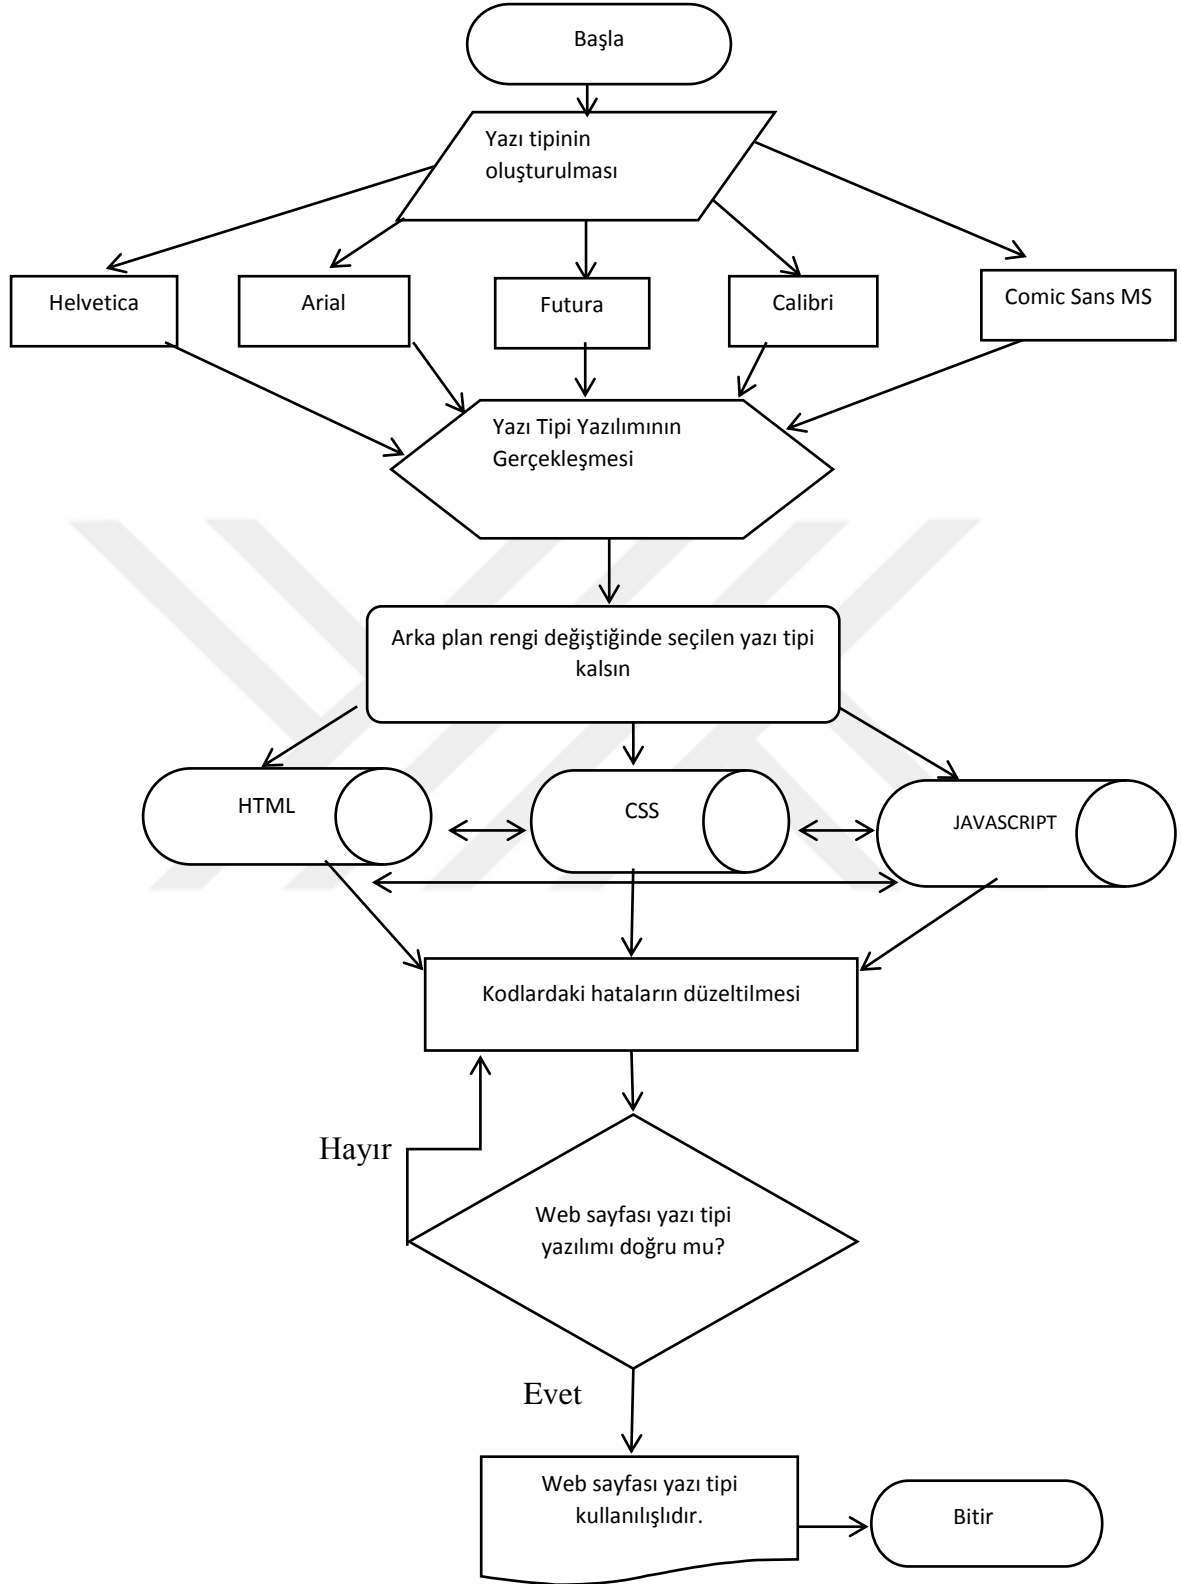 Başla
Yazı tipinin
oluşturulması
Helvetica
Arial
Futura
Calibri
Comic Sans MS
Yazı Tipi Yazılımının
Gerçekleşmesi
Arka plan rengi değiştiğinde seçilen yazı tipi
kalsın
HTML
CSS
JAVASCRIPT
Kodlardaki hataların düzeltilmesi
Hayır
Web sayfası yazı tipi
yazılımı doğru mu?
Evet
Web sayfası yazı tipi
kullanılışlıdır.
Bitir